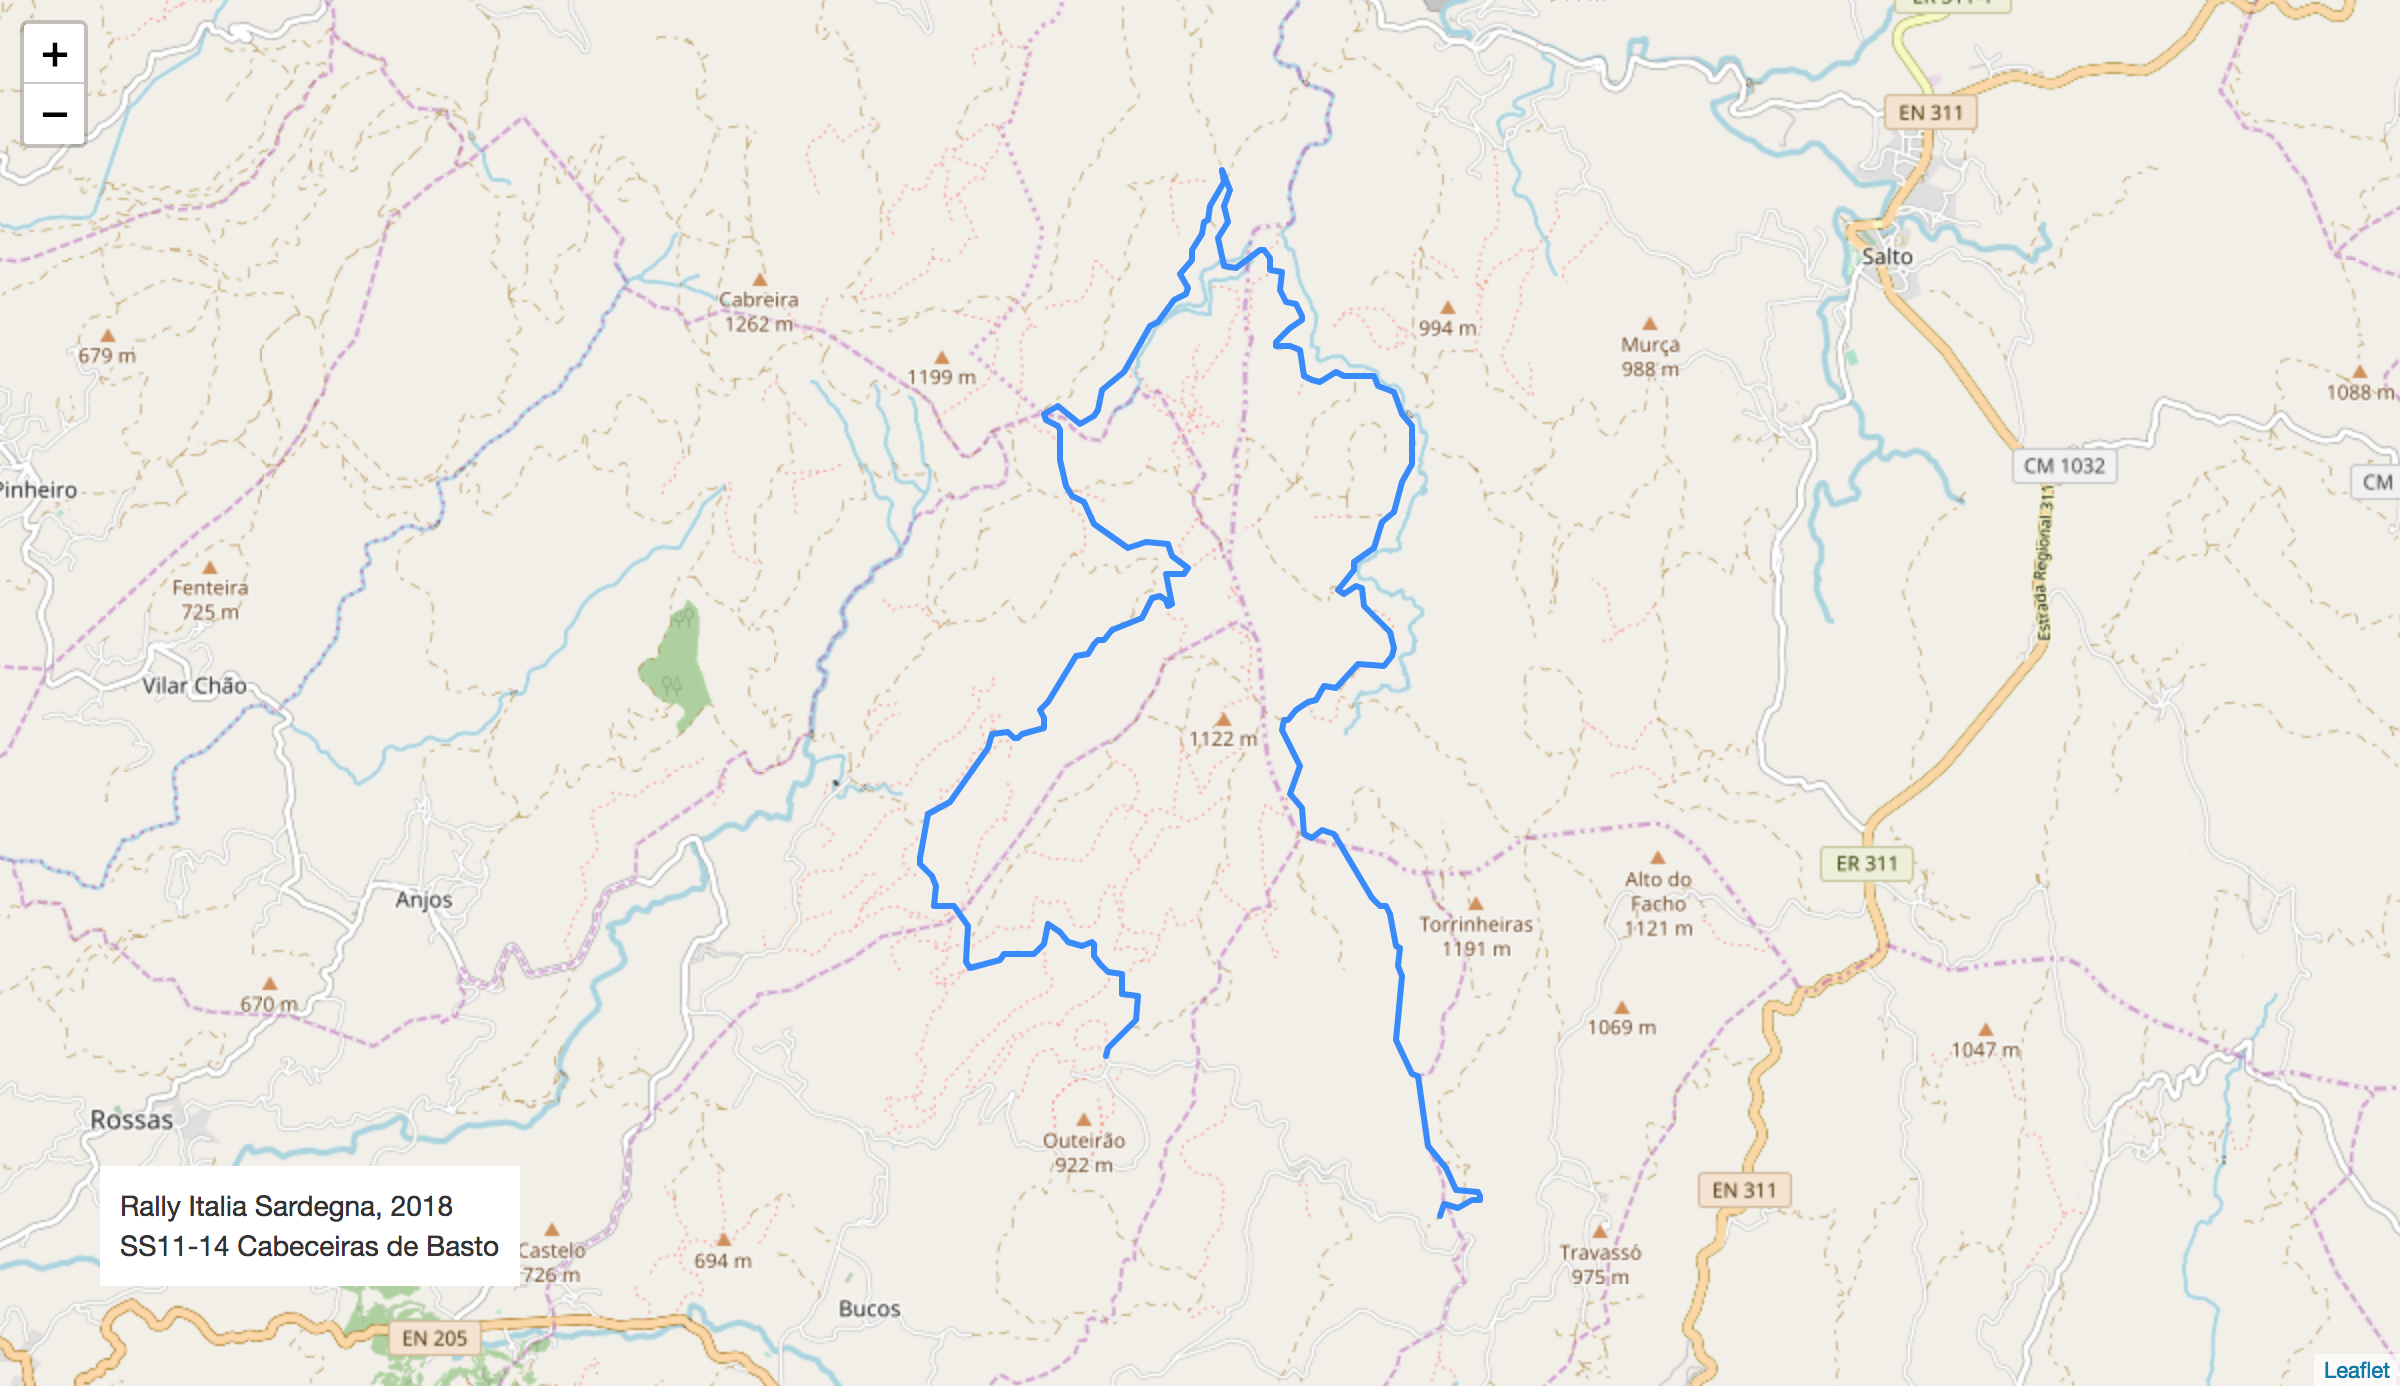 ER 311-1
+
−
EN 311
Salto
Cabreira
1262 m
994 m
Murça
988 m
679 m
1199 m
1088 m
CM 1032
CM
Pinheiro
Estrada Regional 311
Fenteira
725 m
Vilar Chão
1122 m
ER 311
Alto do
Facho
1121 m
Anjos
Torrinheiras
1191 m
670 m
1069 m
1047 m
Rossas
Outeirão
922 m
EN 311
Rally Italia Sardegna, 2018
SS11-14 Cabeceiras de Basto
Castelo
726 m
694 m
Travassó
975 m
Bucos
EN 205
Leaflet